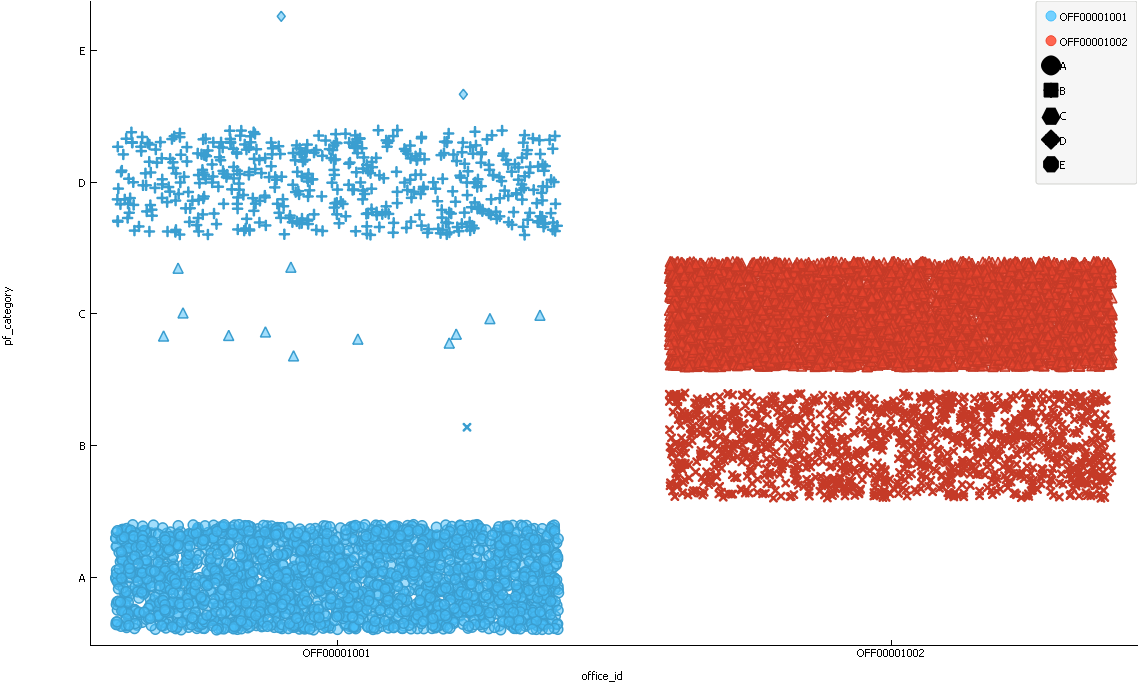 E
D
C
B
A
pf_category
OFF00001001
OFF00001002
office_id
OFF00001001
OFF00001002
A
B
C
D
E